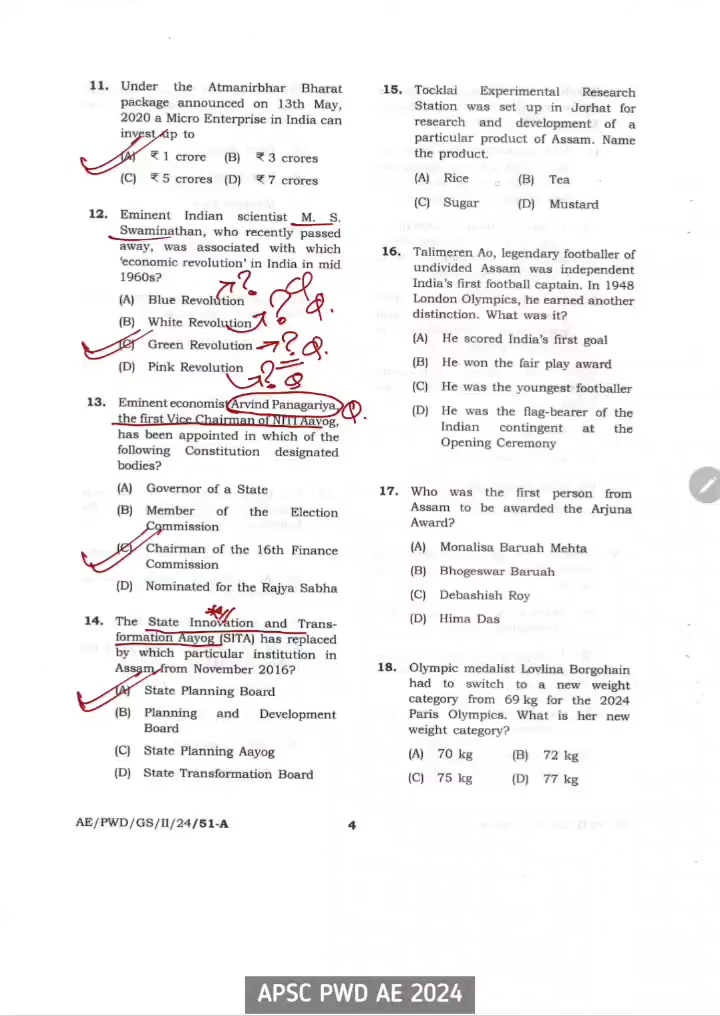 11. Under the Atmanirbhar Bharat
package announced on 13th May,
2020 a Micro Enterprise in India can
invest up to
(A) ₹ 1 crore (B) ₹ 3 crores
(C) ₹ 5 crores (D) ₹ 7 crores
12. Eminent Indian scientist M. S.
Swaminathan, who recently passed
away, was associated with which
‘economic revolution’ in India in mid
1960s?
(A) Blue Revolution ?
(B) White Revolution ? Q.
(C) Green Revolution ? Q.
(D) Pink Revolution ? Q
13. Eminent economist Arvind Panagariya, Q.
the first Vice Chairman of NITI Aayog,
has been appointed in which of the
following Constitution designated
bodies?
(A) Governor of a State
(B) Member of the Election
Commission
(C) Chairman of the 16th Finance
Commission
(D) Nominated for the Rajya Sabha
14. The State Innovation and Trans-
formation Aayog (SITA) has replaced
by which particular institution in
Assam from November 2016?
(A) State Planning Board
(B) Planning and Development
Board
(C) State Planning Aayog
(D) State Transformation Board
15. Tocklai Experimental Research
Station was set up in Jorhat for
research and development of a
particular product of Assam. Name
the product.
(A) Rice (B) Tea
(C) Sugar (D) Mustard
16. Talimeren Ao, legendary footballer of
undivided Assam was independent
India’s first football captain. In 1948
London Olympics, he earned another
distinction. What was it?
(A) He scored India’s first goal
(B) He won the fair play award
(C) He was the youngest footballer
(D) He was the flag-bearer of the
Indian contingent at the
Opening Ceremony
17. Who was the first person from
Assam to be awarded the Arjuna
Award?
(A) Monalisa Baruah Mehta
(B) Bhogeswar Baruah
(C) Debashish Roy
(D) Hima Das
18. Olympic medalist Lovlina Borgohain
had to switch to a new weight
category from 69 kg for the 2024
Paris Olympics. What is her new
weight category?
(A) 70 kg (B) 72 kg
(C) 75 kg (D) 77 kg
AE/PWD/GS/II/24/51-A
4
APSC PWD AE 2024